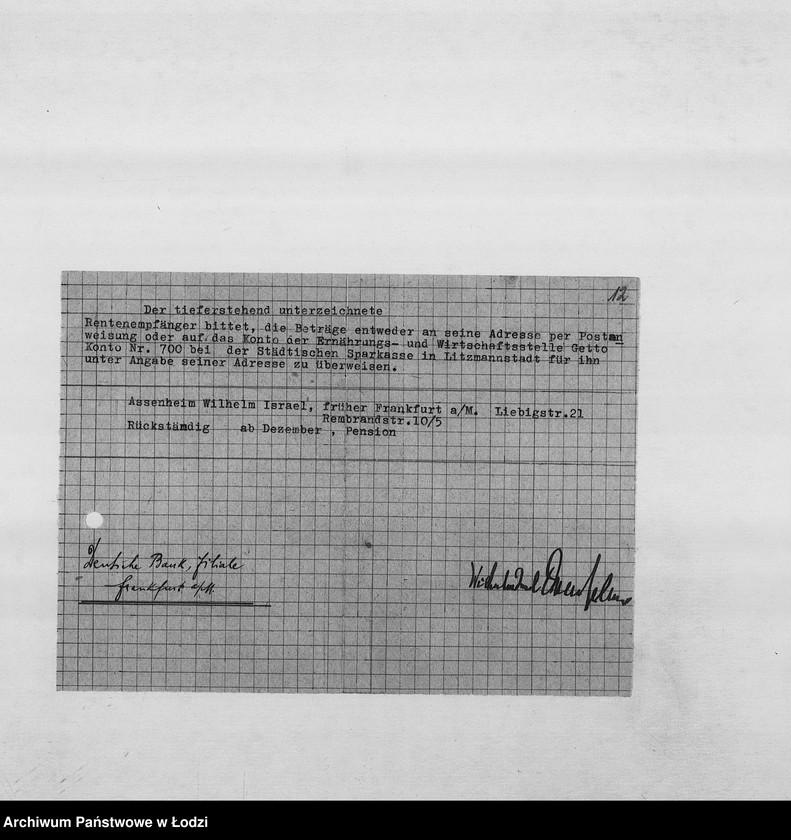 12
Der tieferstehend unterzeichnete
Rentenempfänger bittet, die Beträge entweder an seine Adresse per Postan
weisung oder auf das Konto der Ernährungs- und Wirtschaftsstelle Getto
Konto Nr. 700 bei der Städtischen Sparkasse in Litzmannstadt für ihn
unter Angabe seiner Adresse zu überweisen.
Assenheim Wilhelm Israel, früher Frankfurt a/M. Liebigstr.21
Rembrandstr.10/5
Rückständig ab Dezember , Pension
Deutsche Bank, Filiale
Frankfurt a/M.
Archiwum Państwowe w Łodzi